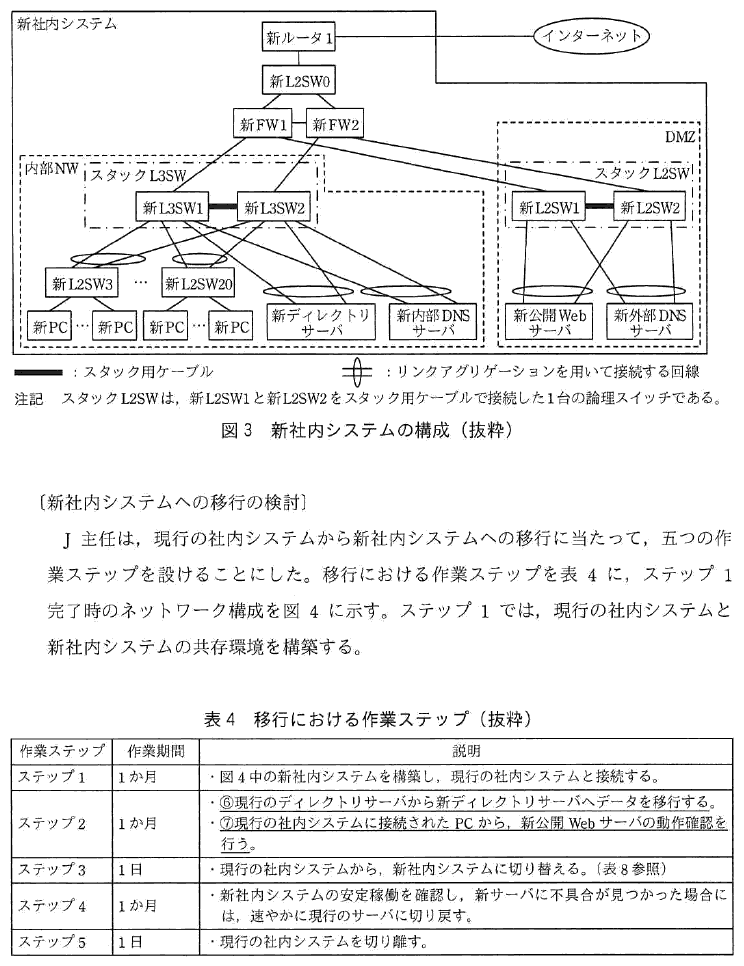 新社内システム
新ルータ1
インターネット
新L2SW0
新FW1
新FW2
DMZ
内部NW
スタックL3SW
スタックL2SW
新L3SW1
新L3SW2
新L2SW1
新L2SW2
新L2SW3
…
新L2SW20
新PC
…
新PC
新PC
…
新PC
新ディレクトリ
サーバ
新内部DNS
サーバ
新公開Web
サーバ
新外部DNS
サーバ
：スタック用ケーブル
：リンクアグリゲーションを用いて接続する回線
注記　スタックL2SWは，新L2SW1と新L2SW2をスタック用ケーブルで接続した1台の論理スイッチである。
図3　新社内システムの構成（抜粋）
〔新社内システムへの移行の検討〕
J 主任は，現行の社内システムから新社内システムへの移行に当たって，五つの作
業ステップを設けることにした。移行における作業ステップを表 4 に，ステップ 1
完了時のネットワーク構成を図 4 に示す。ステップ 1 では，現行の社内システムと
新社内システムの共存環境を構築する。
表4　移行における作業ステップ（抜粋）
作業ステップ　作業期間　説明
ステップ1　1か月　・図4中の新社内システムを構築し，現行の社内システムと接続する。
ステップ2　1か月　・⑥現行のディレクトリサーバから新ディレクトリサーバへデータを移行する。
・⑦現行の社内システムに接続された PC から，新公開 Web サーバの動作確認を
行う。
ステップ3　1日　・現行の社内システムから，新社内システムに切り替える。（表8参照）
ステップ4　1か月　・新社内システムの安定稼働を確認し，新サーバに不具合が見つかった場合に
は，速やかに現行のサーバに切り戻す。
ステップ5　1日　・現行の社内システムを切り離す。